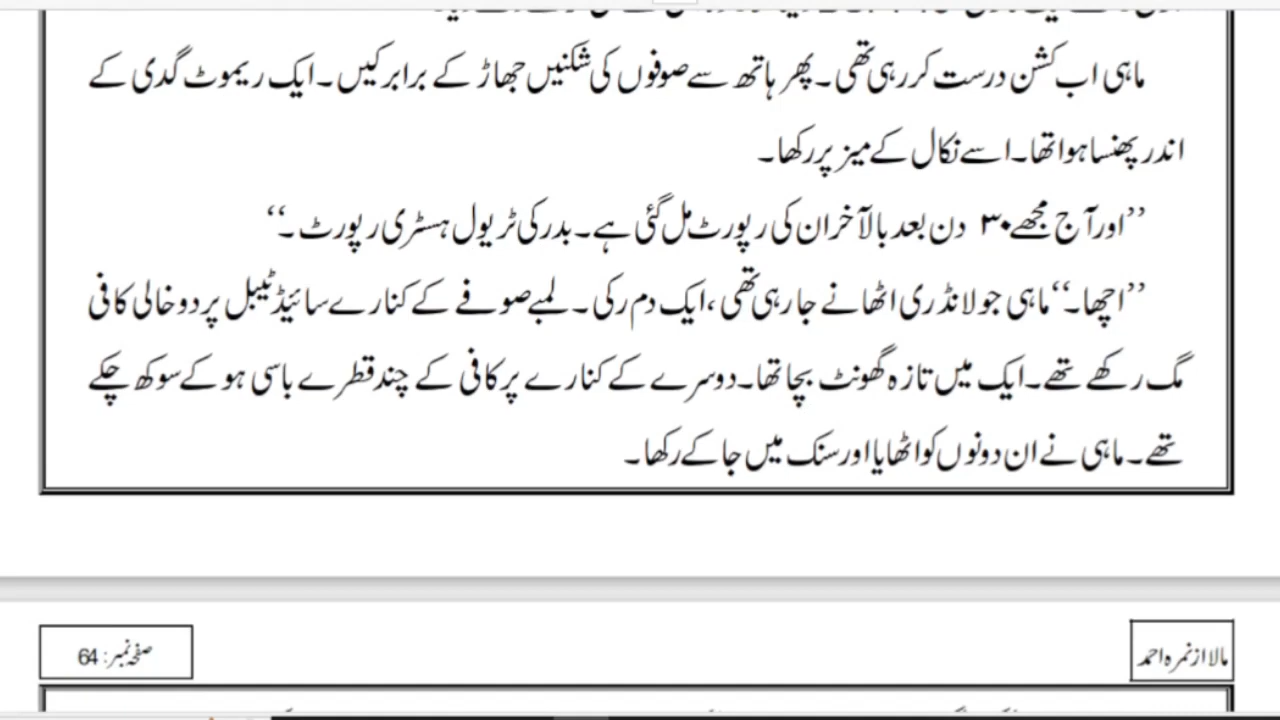 ماہی اب کشن درست کر رہی تھی۔ پھر ہاتھ سے صوفوں کی شکنیں جھاڑ کے برابر کیں۔ ایک ریموٹ گدی کے
اندر پھنسا ہوا تھا۔ اسے نکال کے میز پر رکھا۔
’’اور آج مجھے ۳۰ دن بعد بالآخر ان کی رپورٹ مل گئی ہے۔ بدر کی ٹریول ہسٹری رپورٹ۔‘‘
’’اچھا۔‘‘ ماہی جو لانڈری اٹھانے جا رہی تھی، ایک دم رکی۔ لمبے صوفے کے کنارے سائیڈ ٹیبل پر دو خالی کافی
مگ رکھے تھے۔ ایک میں تازہ گھونٹ بچا تھا۔ دوسرے کے کنارے پر کافی کے چند قطرے باسی ہو کے سوکھ چکے
تھے۔ ماہی نے ان دونوں کو اٹھایا اور سنک میں جا کے رکھا۔
مالا از نمرہ احمد
صفحہ نمبر: 64